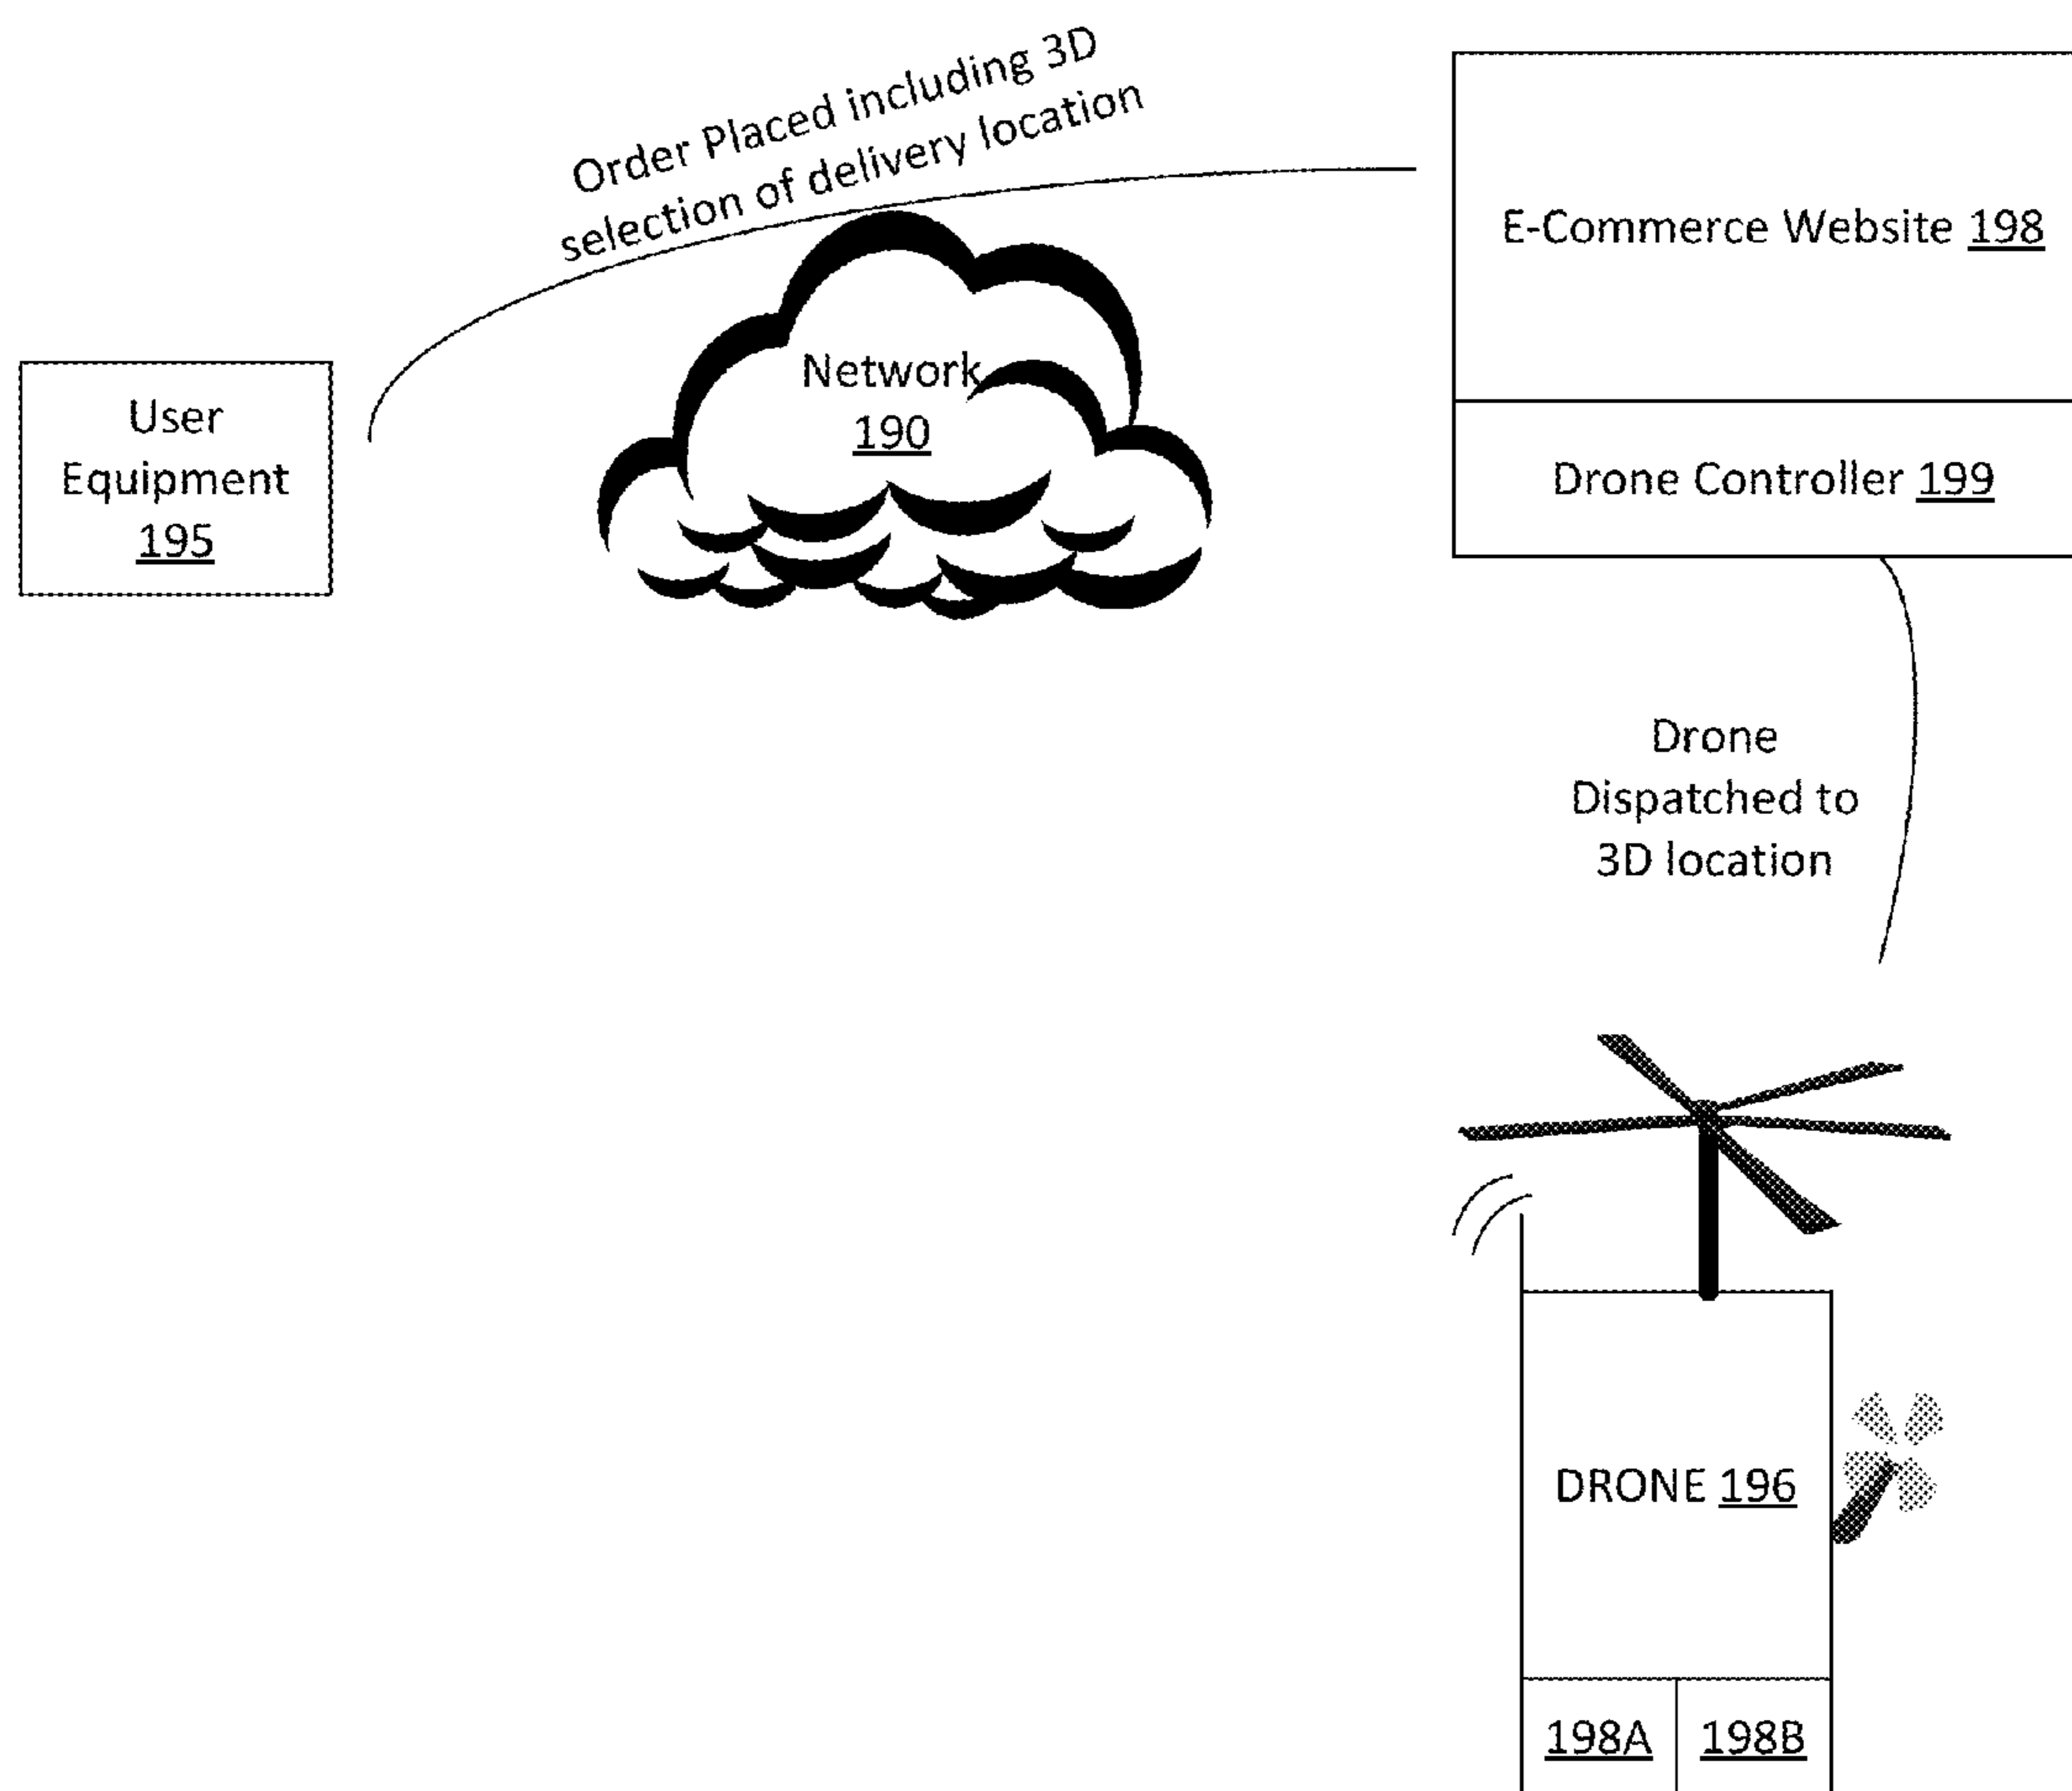 Order Placed including 3D
selection of delivery location
E-Commerce Website 198
Network
190
User
Equipment
195
Drone Controller 199
Drone
Dispatched to
3D location
DRONE 196
198A 198B